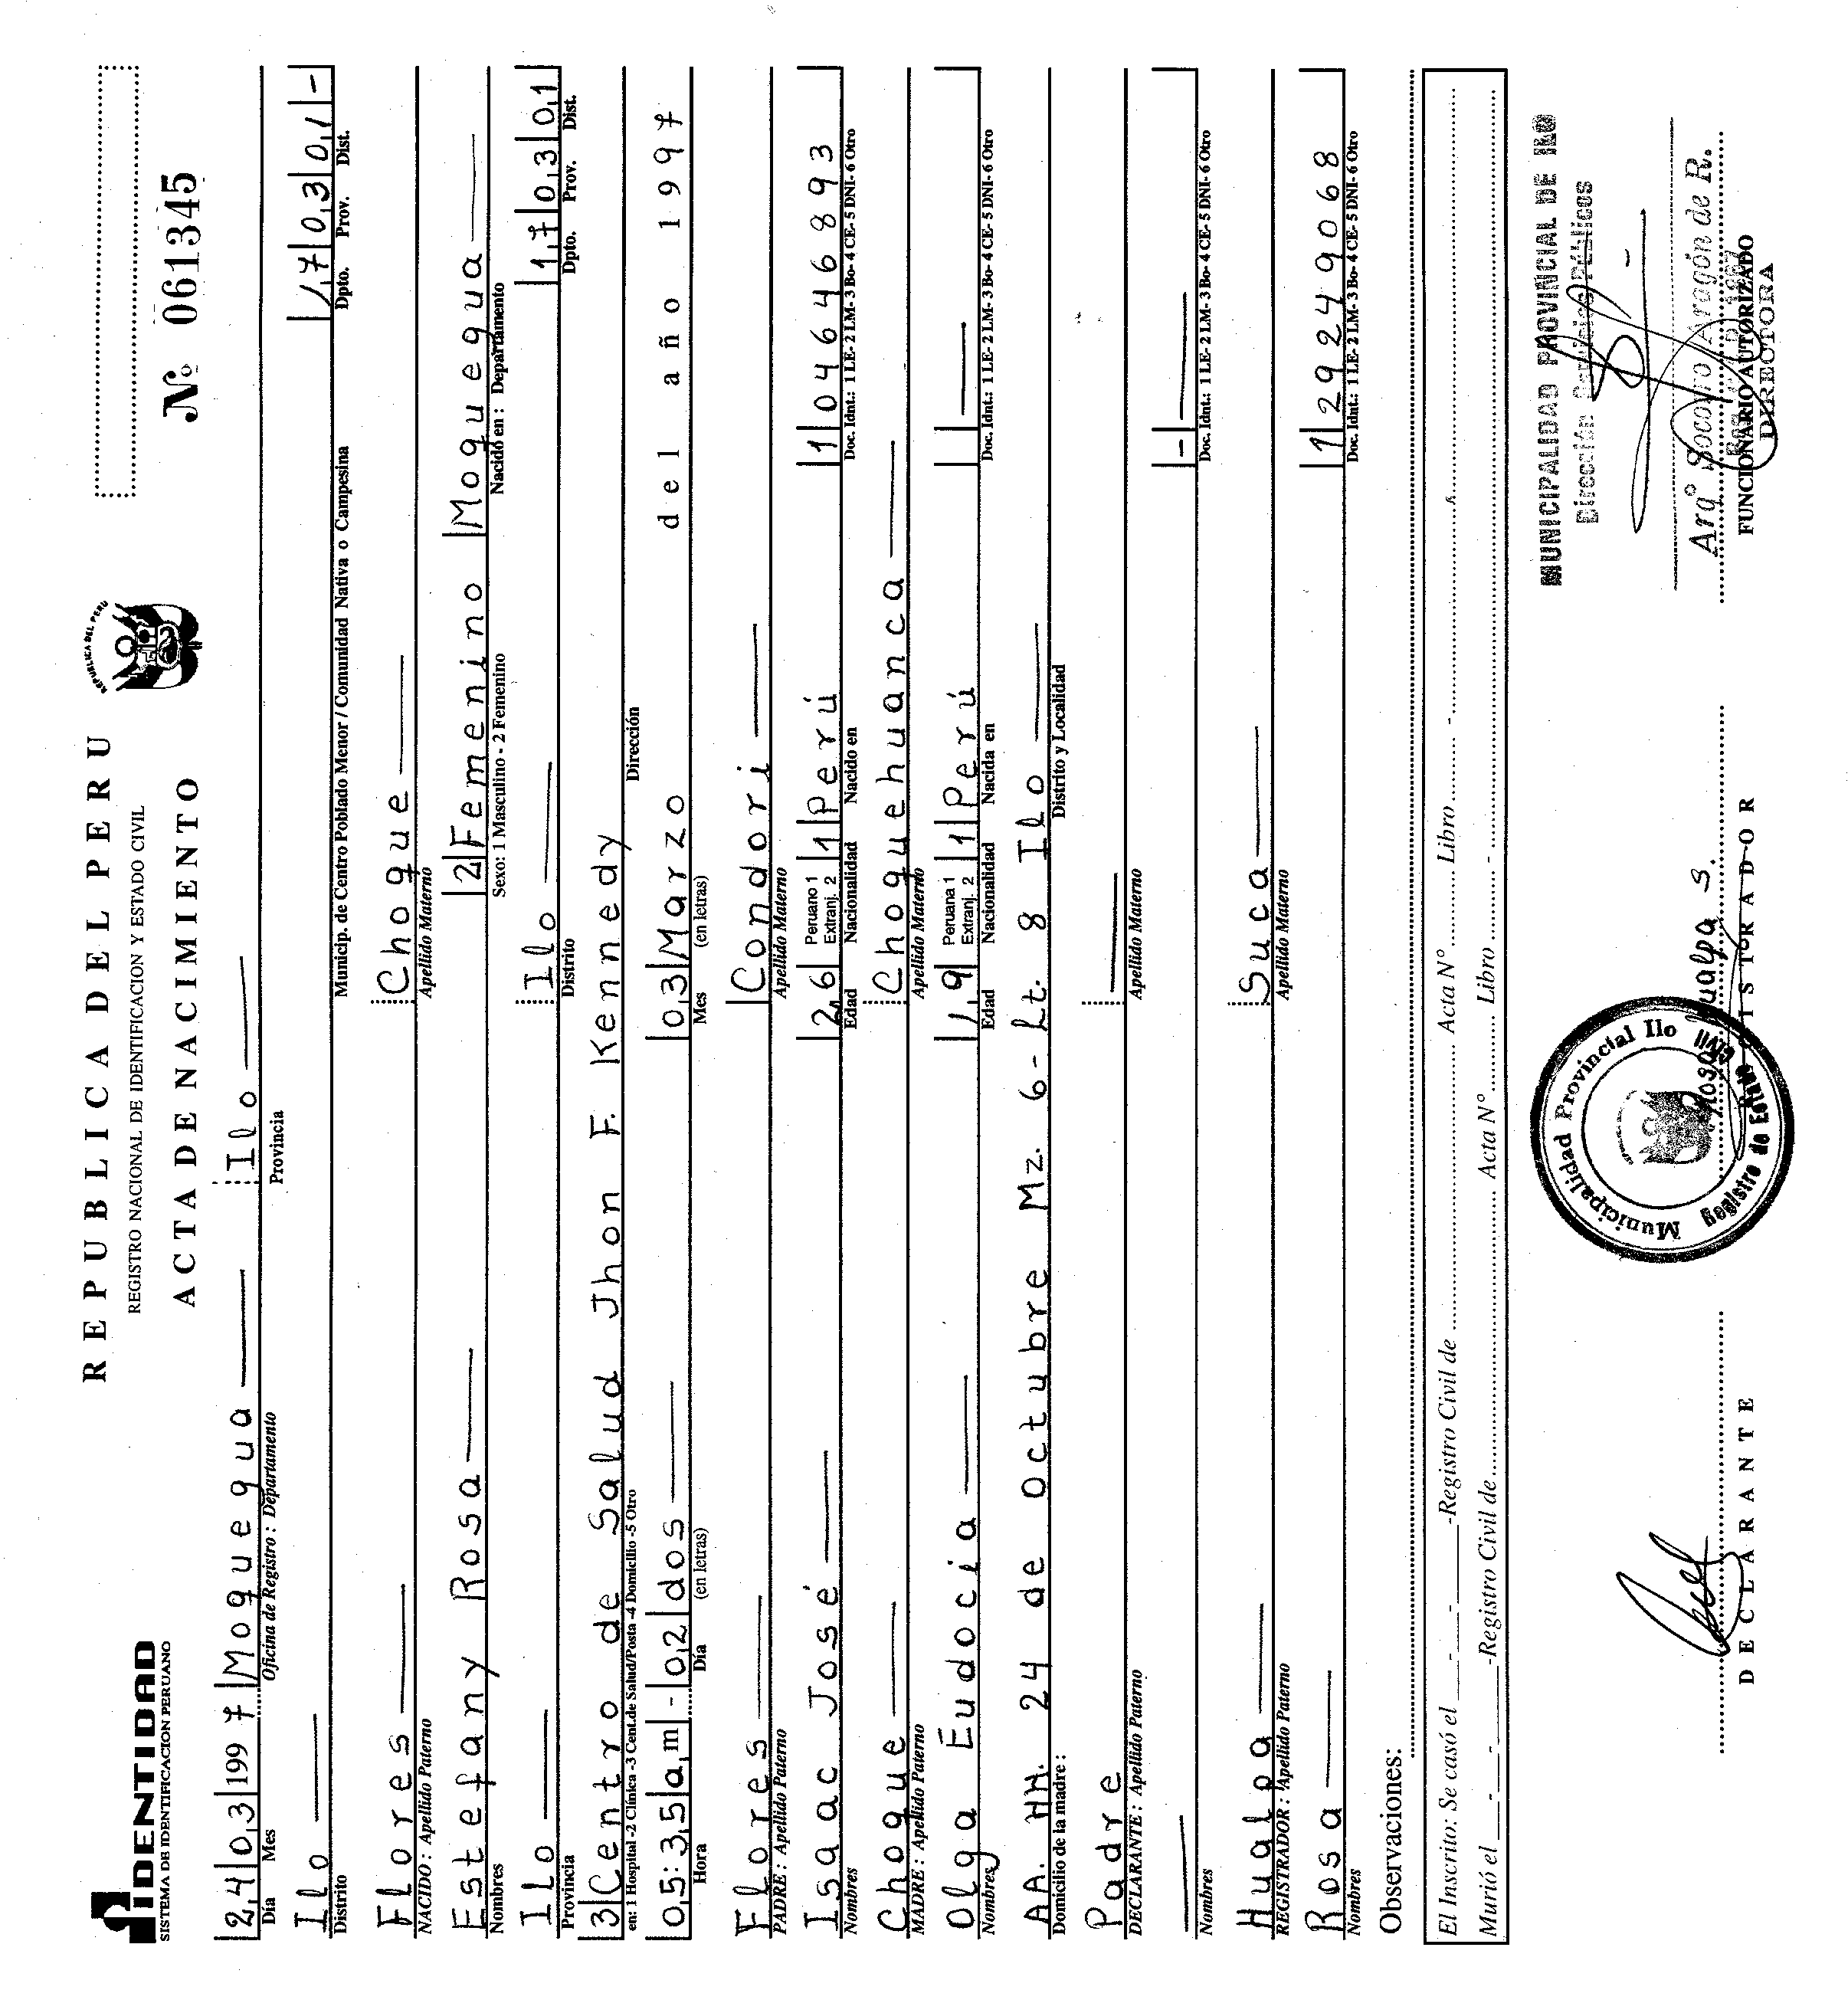 REPUBLICA DEL PERU
REPUBLICA DEL PERU
REGISTRO NACIONAL DE IDENTIFICACION Y ESTADO CIVIL
ACTA DE NACIMIENTO
IDENTIDAD
SISTEMA DE IDENTIFICACION PERUANO
Nº 061345
24 03 1997 Moquegua Ilo
Día Mes Oficina de Registro : Departamento Provincia
Ilo 17 03 01 -
Distrito Municip. de Centro Poblado Menor / Comunidad Nativa o Campesina Dpto. Prov. Dist.
Flores Choque
NACIDO : Apellido Paterno Apellido Materno
Estefany Rosa 2 Femenino Moquegua
Nombres Sexo: 1 Masculino - 2 Femenino Nacido en : Departamento
Ilo Ilo 17 03 01
Provincia Distrito Dpto. Prov. Dist.
3 Centro de Salud Jhon F. Kennedy
en: 1 Hospital -2 Clínica -3 Cent.de Salud/Posta -4 Domicilio -5 Otro Dirección
05:35 a,m - 02 dos 03 Marzo del año 1997
Hora Día (en letras) Mes (en letras)
Flores Condori
PADRE : Apellido Paterno Apellido Materno
Isaac José 26 Peruano 1 Extranj. 2 1 Perú 1 04646893
Nombres Edad Nacionalidad Nacido en Doc. Idnt.: 1 LE- 2 LM- 3 Bo- 4 CE- 5 DNI- 6 Otro
Choque Choquehuanca
MADRE : Apellido Paterno Apellido Materno
Olga Eudocia 19 Peruana 1 Extranj. 2 1 Perú
Nombres Edad Nacionalidad Nacida en Doc. Idnt.: 1 LE- 2 LM- 3 Bo- 4 CE- 5 DNI- 6 Otro
AA. HH. 24 de Octubre Mz. 6 - Lt. 8 Ilo
Domicilio de la madre : Distrito y Localidad
Padre
DECLARANTE : Apellido Paterno Apellido Materno
-
Nombres Doc. Idnt.: 1 LE- 2 LM- 3 Bo- 4 CE- 5 DNI- 6 Otro
Hualpa Suca
REGISTRADOR : Apellido Paterno Apellido Materno
Rosa 1 29249068
Nombres Doc. Idnt.: 1 LE- 2 LM- 3 Bo- 4 CE- 5 DNI- 6 Otro
Observaciones:
El Inscrito: Se casó el - - -Registro Civil de Acta N° Libro -
Murió el - - -Registro Civil de Acta N° Libro -
MUNICIPALIDAD PROVINCIAL DE ILO
Dirección Servicios Públicos
Municipalidad Provincial Ilo
Registro de Estado Civil
Rosa Hualpa S.
Arqº Socorro Aragón de R.
DECLARANTE REGISTRADOR FUNCIONARIO AUTORIZADO
DIRECTORA